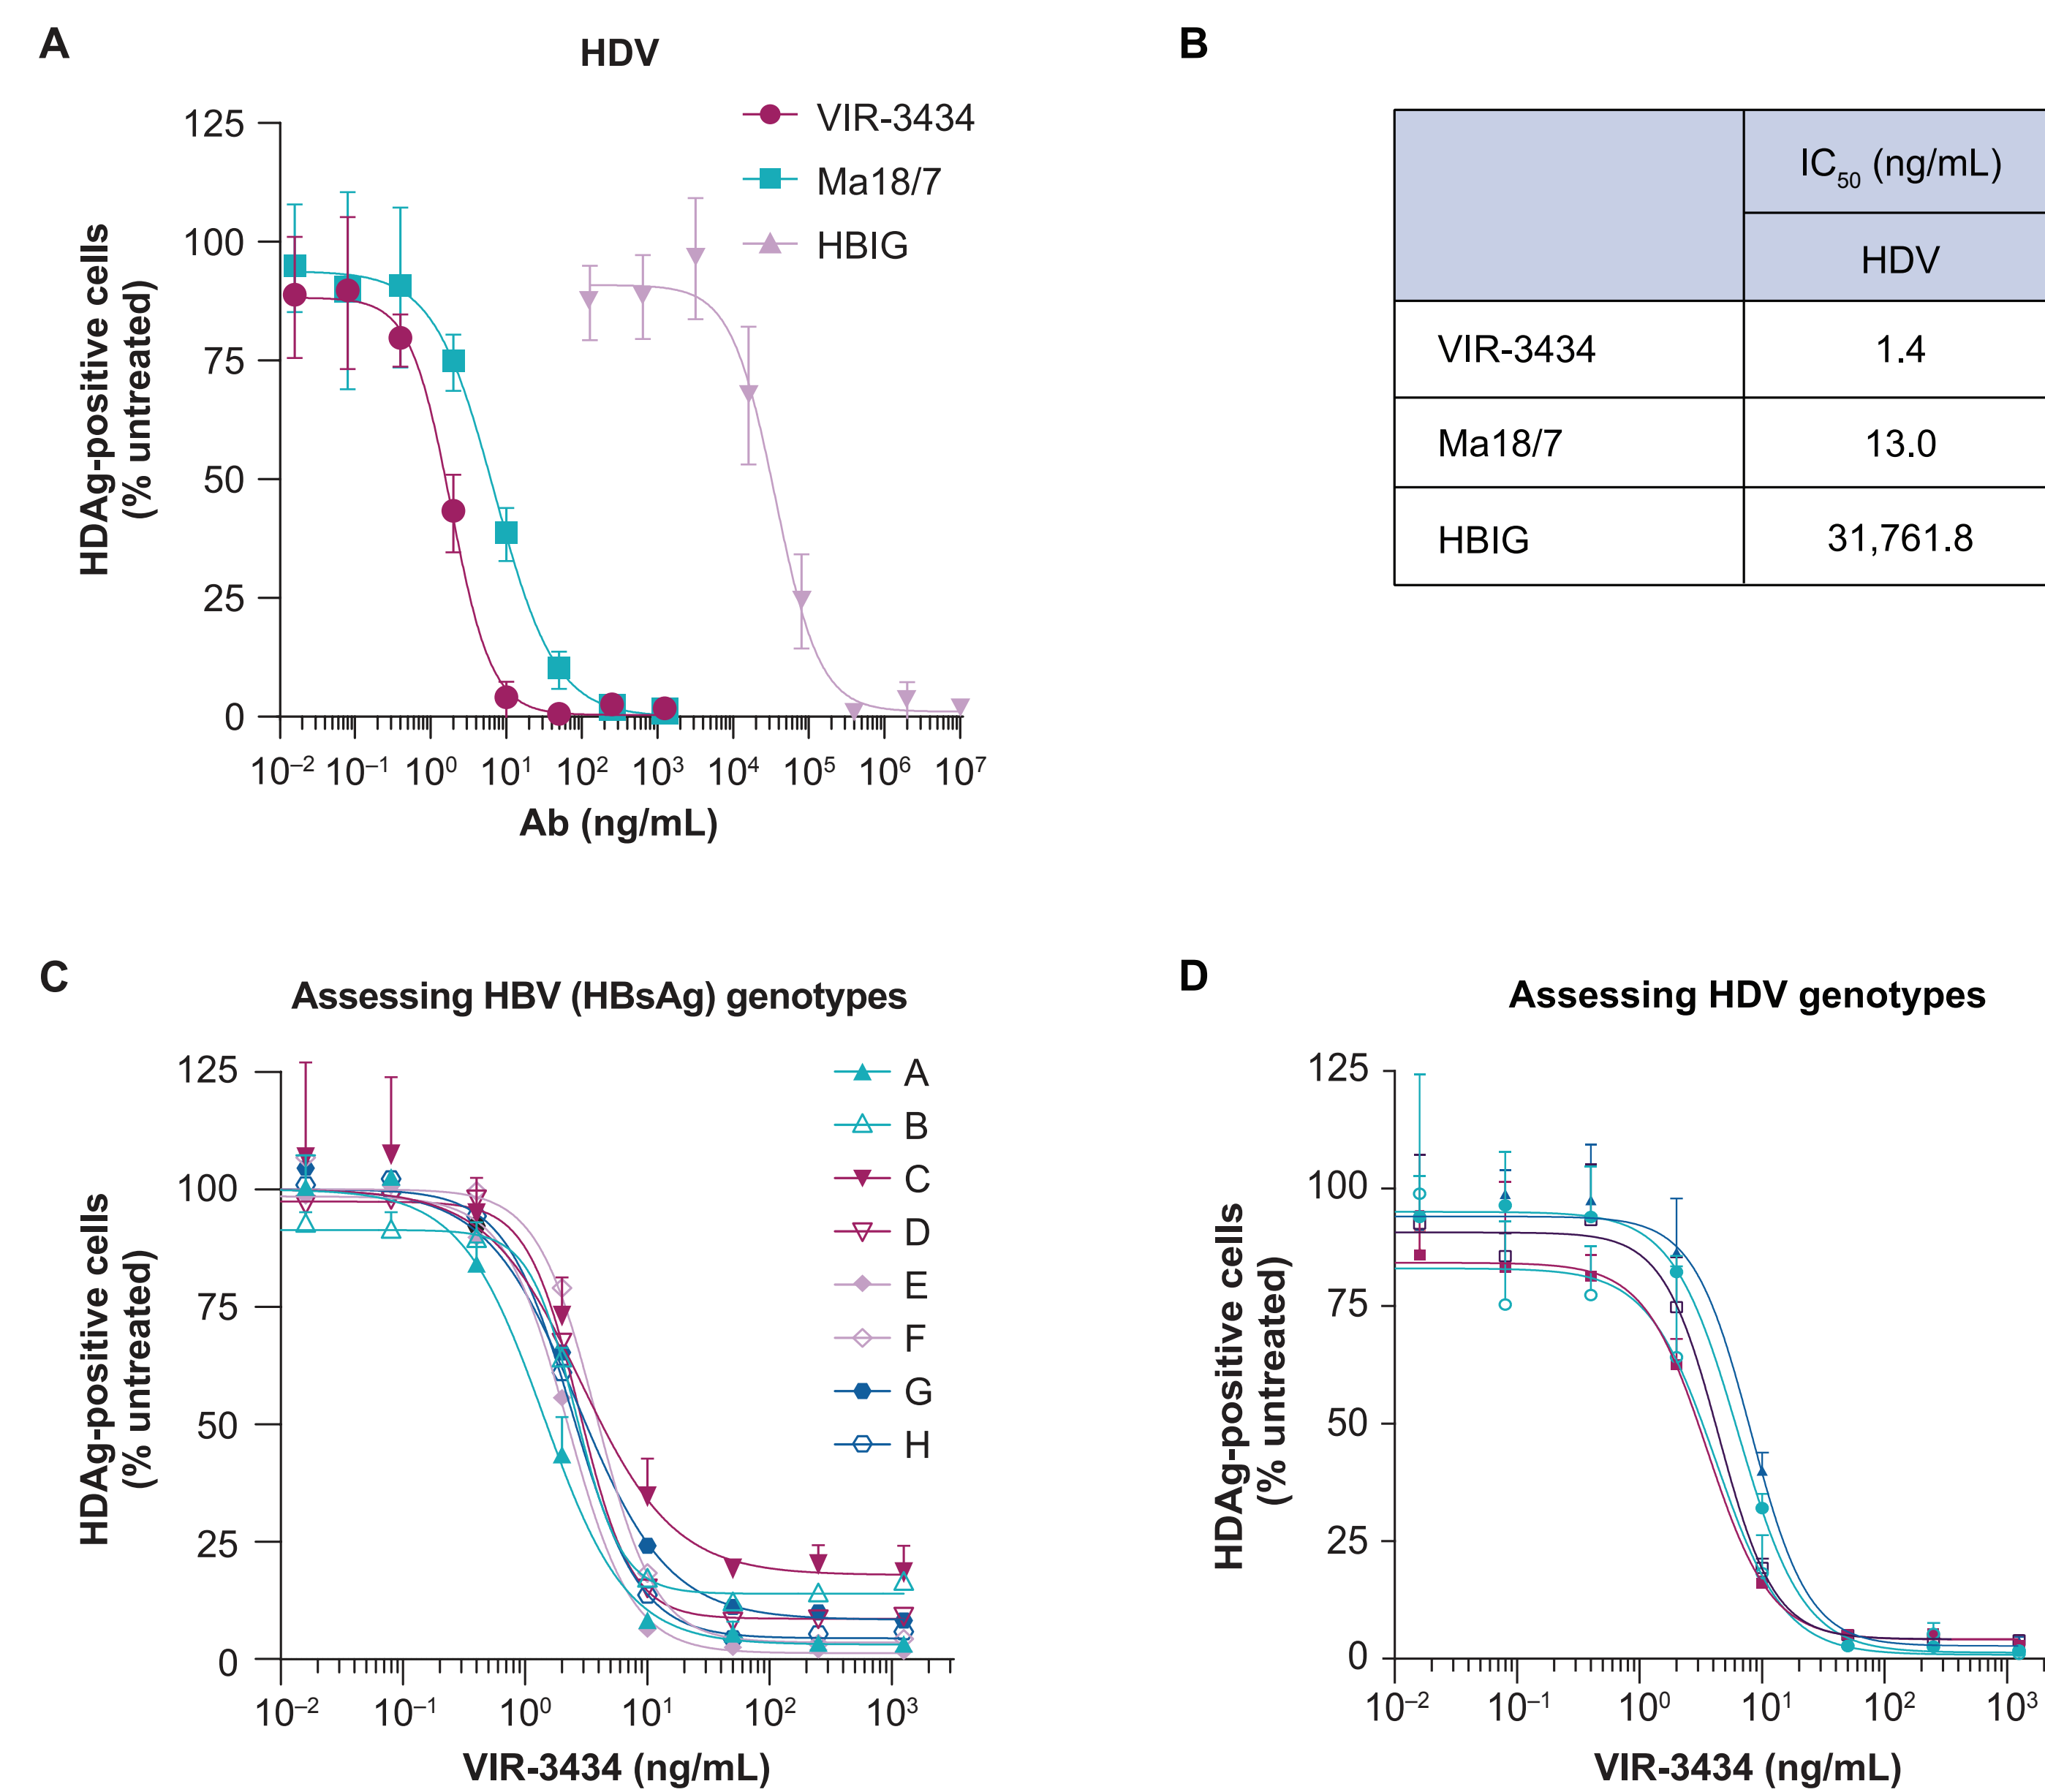 A
HDV
VIR-3434
Ma18/7
HBIG
125
100
75
50
25
0
HDAg-positive cells
(% untreated)
10⁻² 10⁻¹ 10⁰ 10¹ 10² 10³ 10⁴ 10⁵ 10⁶ 10⁷
Ab (ng/mL)
B
IC₅₀ (ng/mL)
HDV
VIR-3434 1.4
Ma18/7 13.0
HBIG 31,761.8
C
Assessing HBV (HBsAg) genotypes
A
B
C
D
E
F
G
H
125
100
75
50
25
0
HDAg-positive cells
(% untreated)
10⁻² 10⁻¹ 10⁰ 10¹ 10² 10³
VIR-3434 (ng/mL)
D
Assessing HDV genotypes
125
100
75
50
25
0
HDAg-positive cells
(% untreated)
10⁻² 10⁻¹ 10⁰ 10¹ 10² 10³
VIR-3434 (ng/mL)